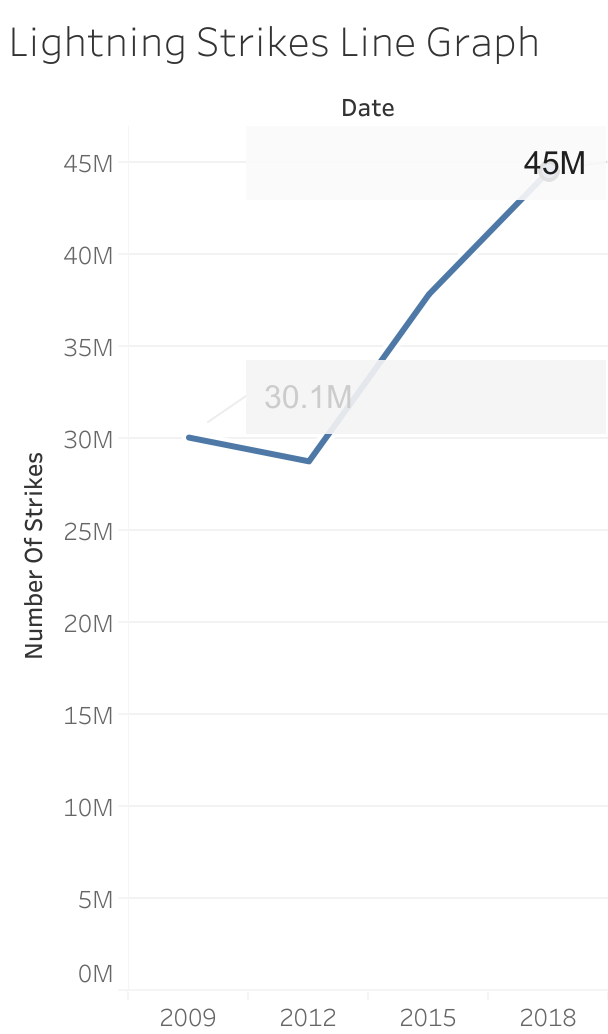 Lightning Strikes Line Graph
Date
45M
45M
40M
35M
30.1M
30M
Number Of Strikes
25M
20M
15M
10M
5M
0M
2009 2012 2015 2018